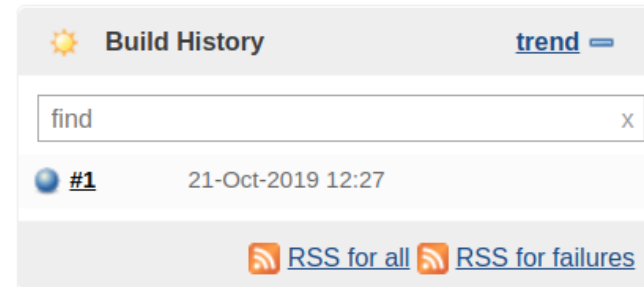 Build History trend
find x
#1 21-Oct-2019 12:27
RSS for all RSS for failures